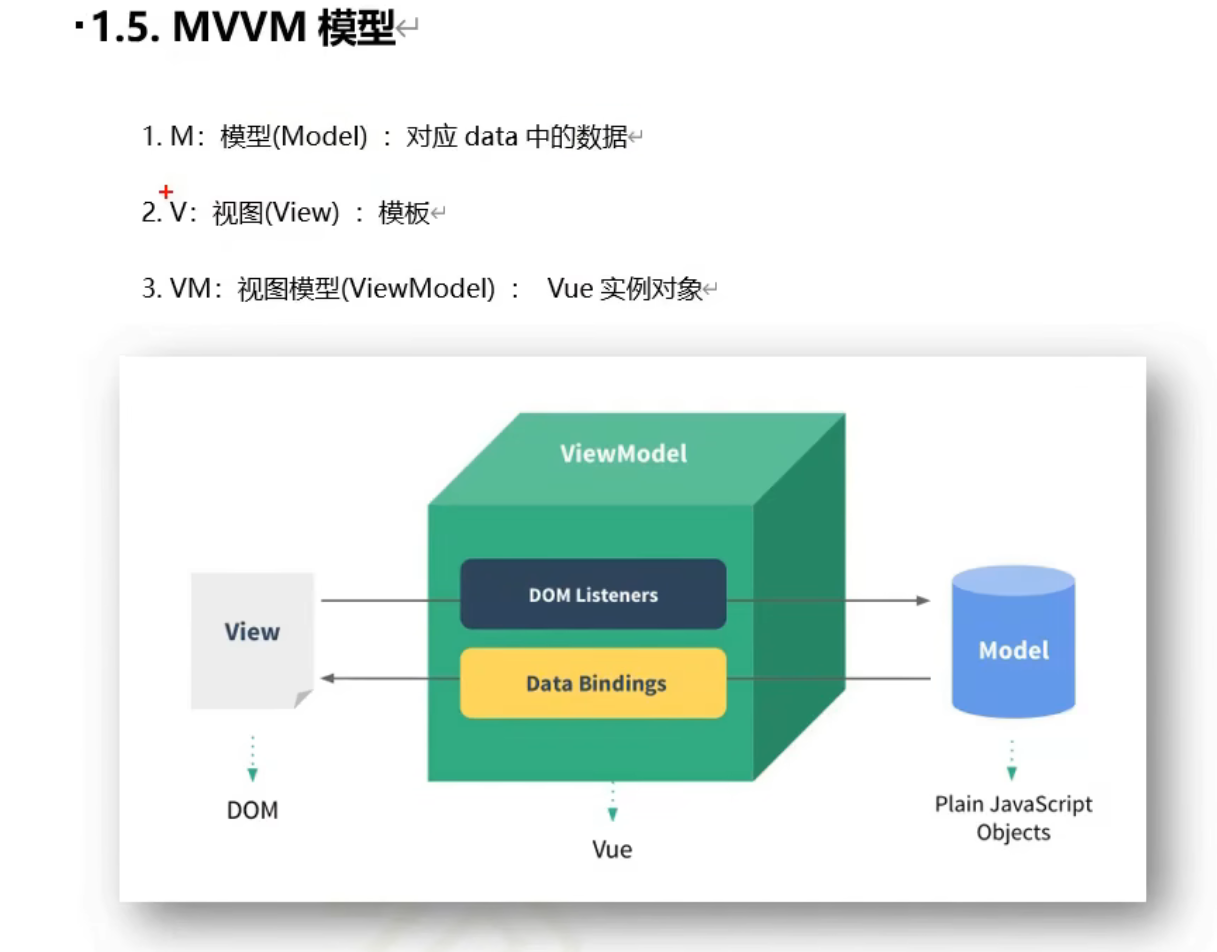 1.5. MVVM 模型
1. M：模型(Model) ：对应 data 中的数据
2. V：视图(View) ：模板
3. VM：视图模型(ViewModel) ： Vue 实例对象
ViewModel
DOM Listeners
View
Model
Data Bindings
DOM
Plain JavaScript
Objects
Vue